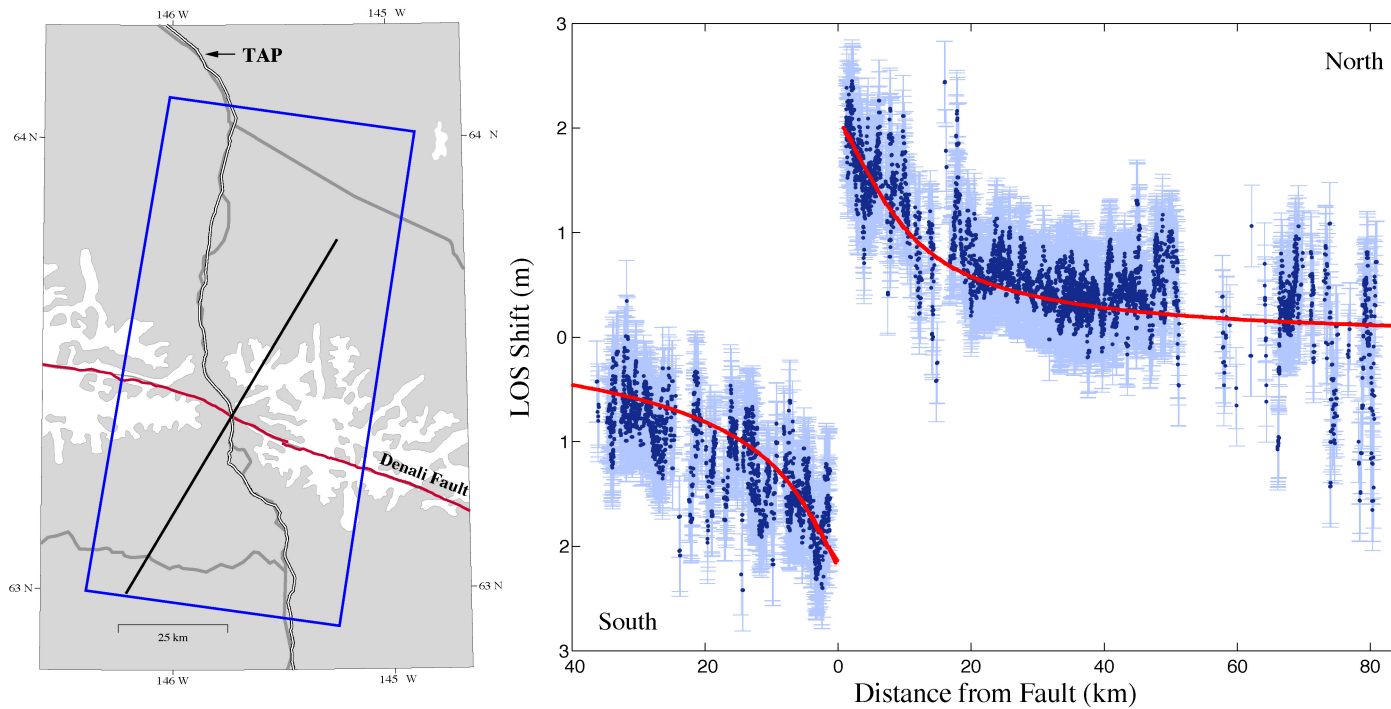 146 W
145 W
TAP
64 N
64 N
Denali Fault
63 N
63 N
25 km
146 W
145 W
3
North
2
1
LOS Shift (m)
0
1
2
South
3
40
20
0
20
40
60
80
Distance from Fault (km)